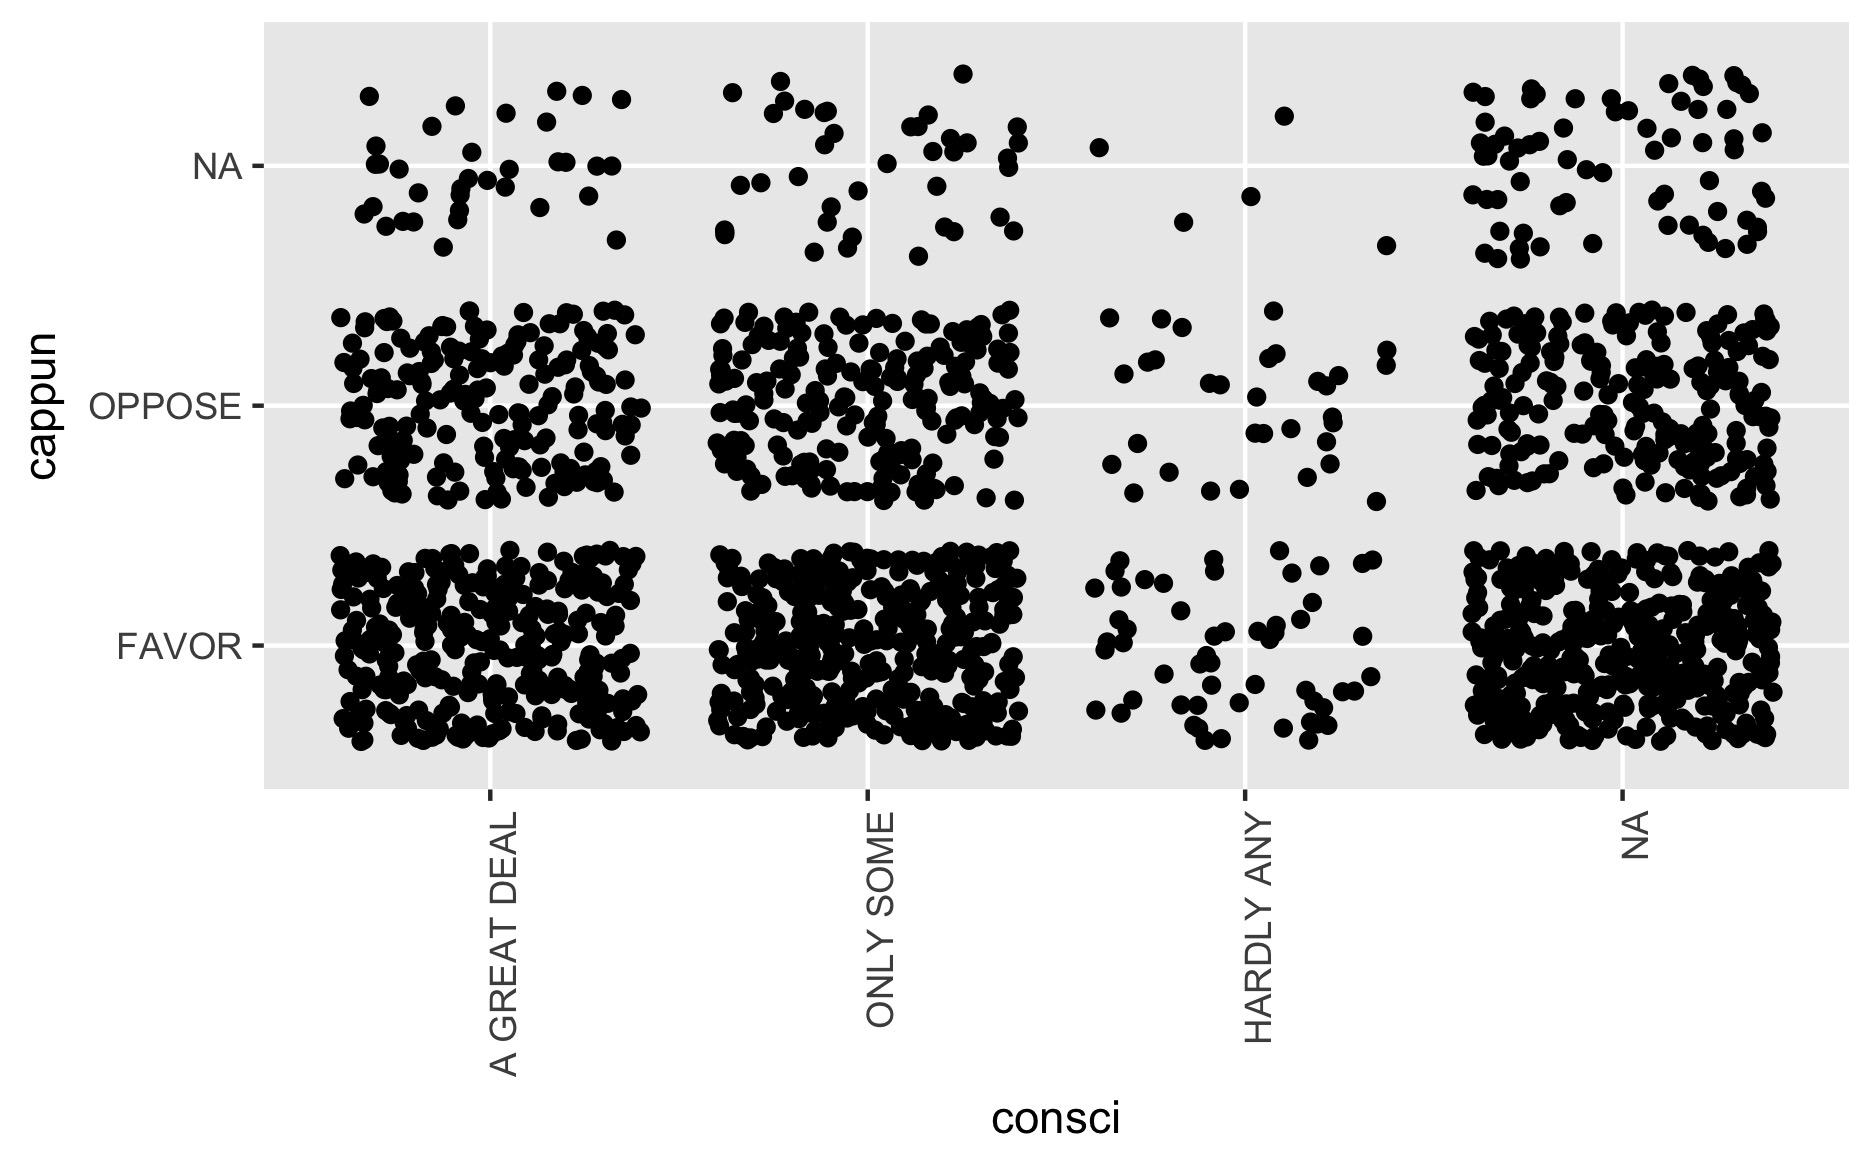 cappun
NA
OPPOSE
FAVOR
A GREAT DEAL
ONLY SOME
HARDLY ANY
NA
consci